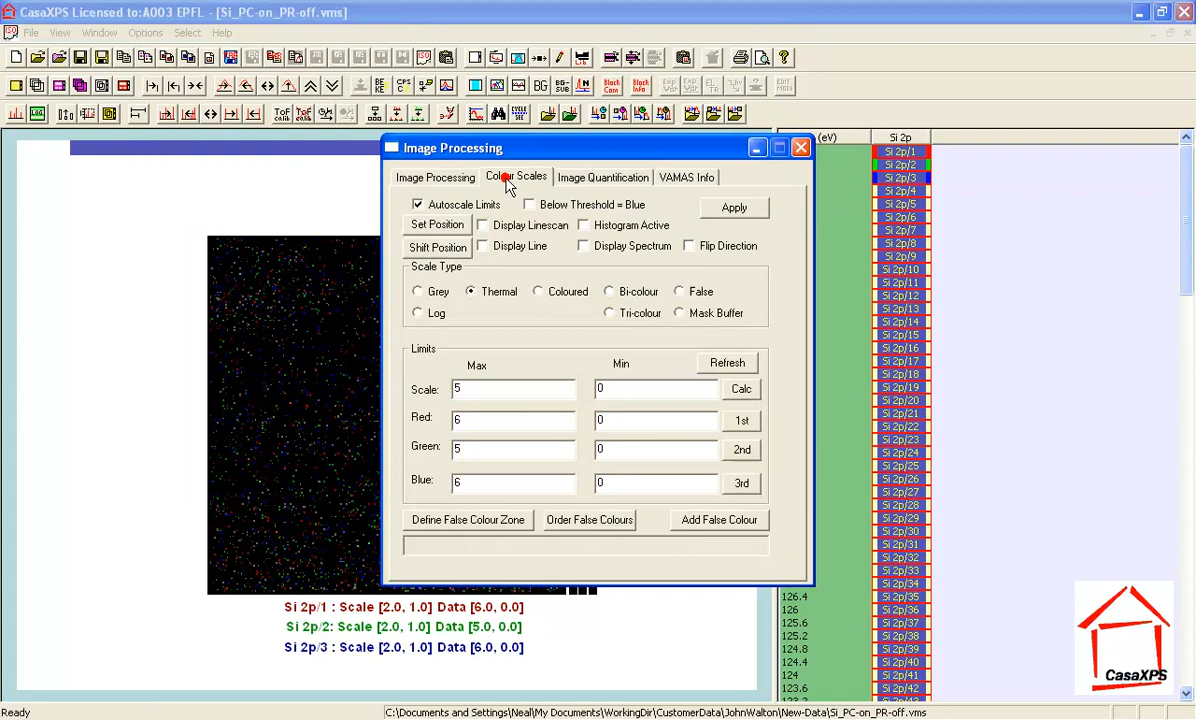 CasaXPS Licensed to:A003 EPFL - [Si_PC-on_PR-off.vms]
File View Window Options Select Help
Image Processing
(eV) Si 2p
Image Processing Colour Scales Image Quantification VAMAS Info
Autoscale Limits Below Threshold = Blue Apply
Set Position Display Linescan Histogram Active
Shift Position Display Line Display Spectrum Flip Direction
Scale Type
Grey Thermal Coloured Bi-colour False
Log Tri-colour Mask Buffer
Limits
Max Min Refresh
Scale: 5 0 Calc
Red: 6 0 1st
Green: 5 0 2nd
Blue: 6 0 3rd
Define False Colour Zone Order False Colours Add False Colour
Si 2p/1 : Scale [2.0, 1.0] Data [6.0, 0.0]
Si 2p/2: Scale [2.0, 1.0] Data [5.0, 0.0]
Si 2p/3 : Scale [2.0, 1.0] Data [6.0, 0.0]
Si 2p/1
Si 2p/2
Si 2p/3
Si 2p/4
Si 2p/5
Si 2p/6
Si 2p/7
Si 2p/8
Si 2p/9
Si 2p/10
Si 2p/11
Si 2p/12
Si 2p/13
Si 2p/14
Si 2p/15
Si 2p/16
Si 2p/17
Si 2p/18
Si 2p/19
Si 2p/20
Si 2p/21
Si 2p/22
Si 2p/23
Si 2p/24
Si 2p/25
Si 2p/26
Si 2p/27
Si 2p/28
Si 2p/29
Si 2p/30
Si 2p/31
Si 2p/32
Si 2p/33
Si 2p/34
126.4 Si 2p/35
126 Si 2p/36
125.6 Si 2p/37
125.2 Si 2p/38
124.8 Si 2p/39
124.4 Si 2p/40
124 Si 2p/41
123.6 Si 2p/42
CasaXPS
Ready C:\Documents and Settings\Neal\My Documents\WorkingDir\CustomerData\JohnWalton\New-Data\Si_PC-on_PR-off.vms